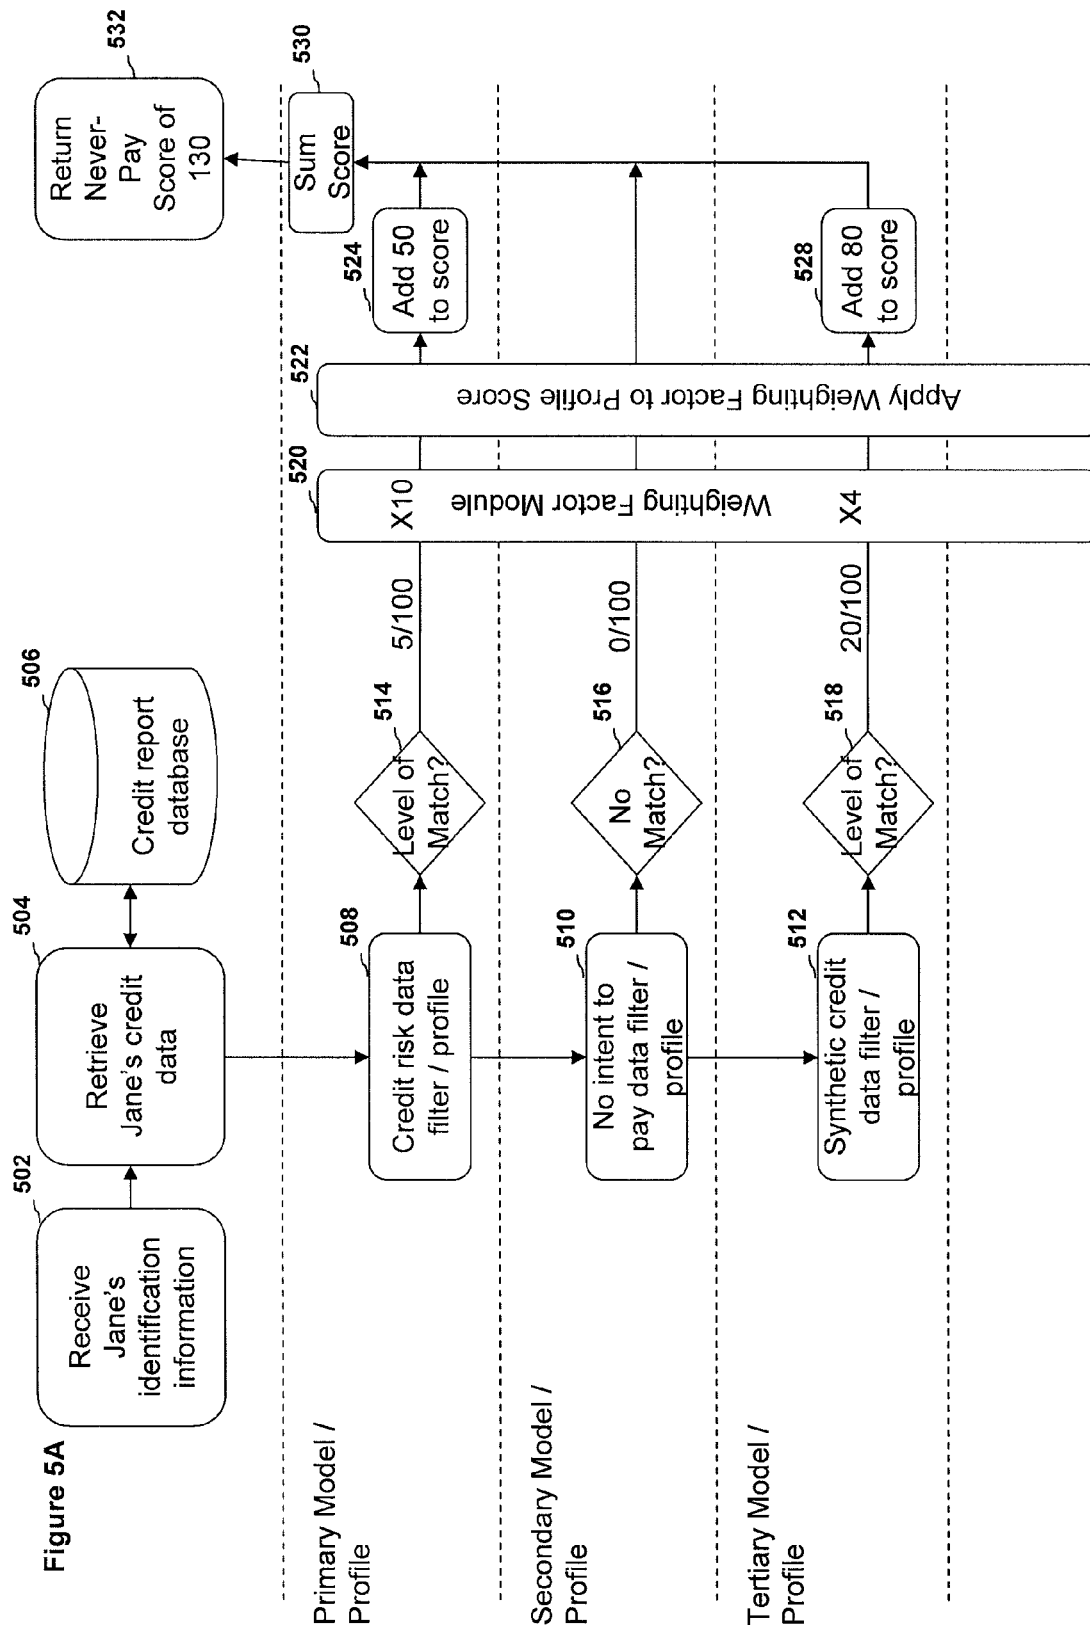 Figure 5A
502
Receive
Jane's
identification
information
504
Retrieve
Jane's credit
data
506
Credit report
database
532
Return
Never-
Pay
Score of
130
Primary Model /
Profile
508
Credit risk data
filter / profile
514
Level of
Match?
5/100
520
X10
Weighting Factor Module
522
Apply Weighting Factor to Profile Score
524
Add 50
to score
530
Sum
Score
Secondary Model /
Profile
510
No intent to
pay data filter /
profile
516
No
Match?
0/100
Tertiary Model /
Profile
512
Synthetic credit
data filter /
profile
518
Level of
Match?
20/100
X4
528
Add 80
to score